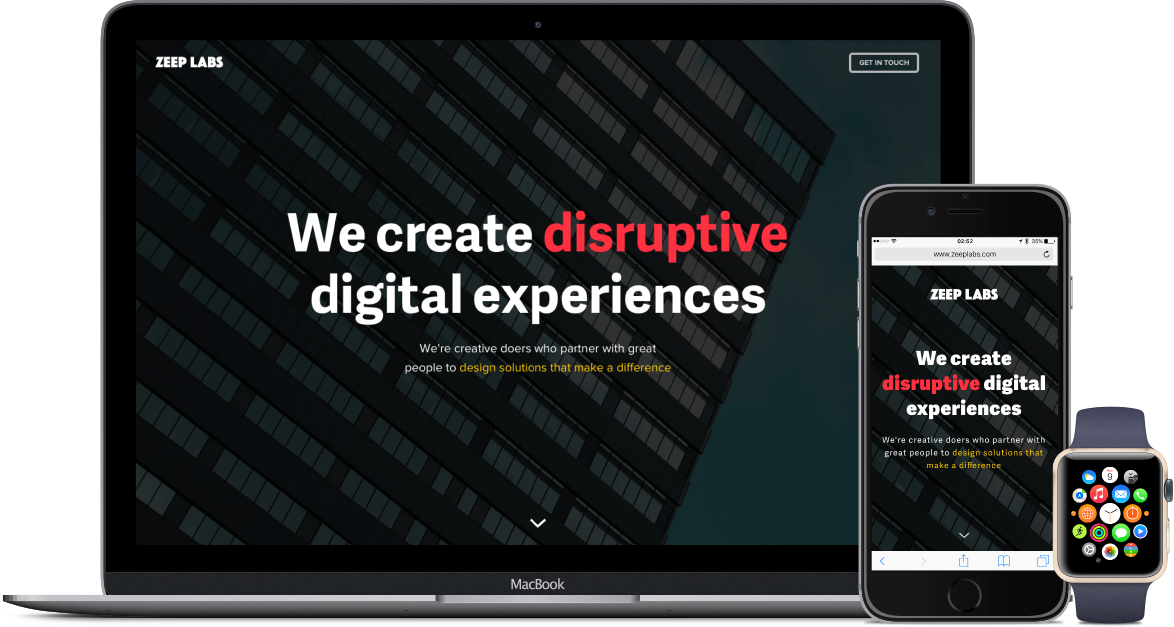 ZEEP LABS
GET IN TOUCH
We create disruptive
digital experiences
We're creative doers who partner with great
people to design solutions that make a difference
MacBook
02:52
35%
www.zeeplabs.com
ZEEP LABS
We create
disruptive digital
experiences
We're creative doers who partner with
great people to design solutions that
make a difference
9